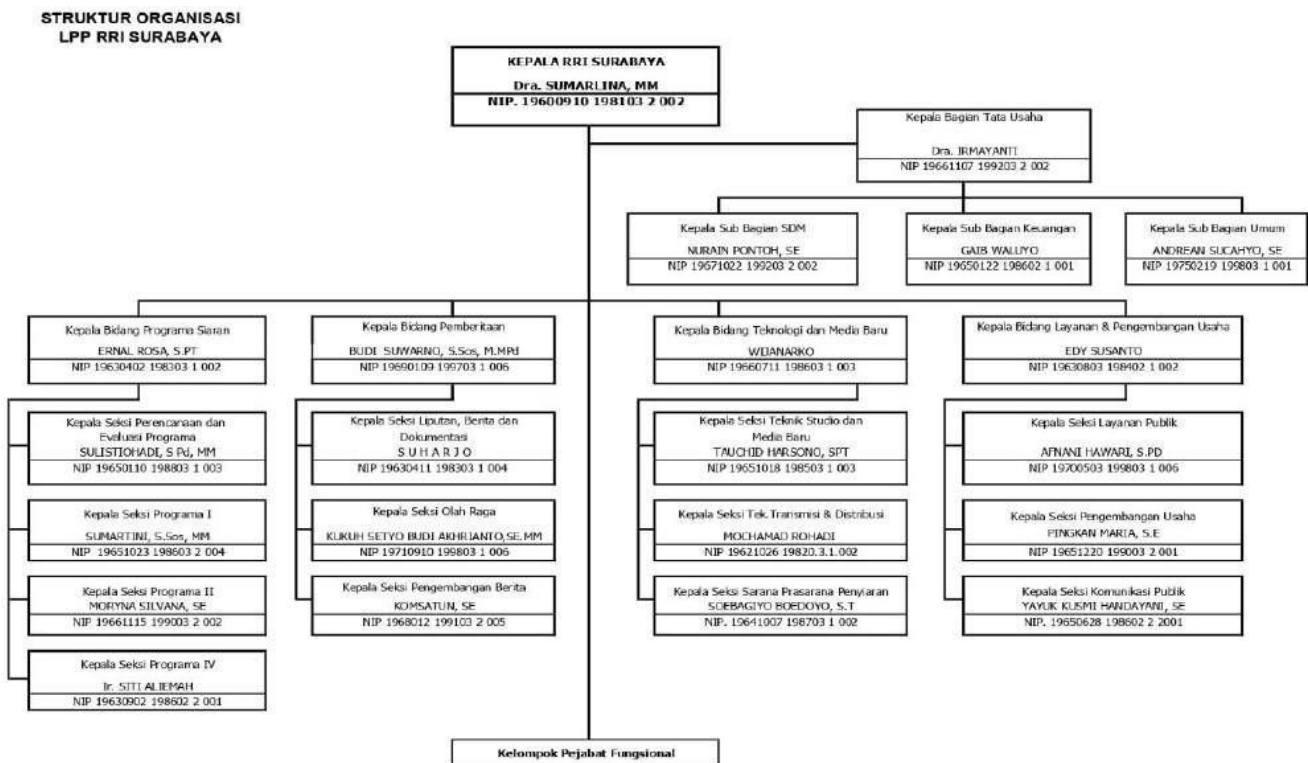 STRUKTUR ORGANISASI
LPP RRI SURABAYA
KEPALA RRI SURABAYA
Dra. SUMARLINA, MM
NIP. 19600910 198103 2 002
Kepala Bagian Tata Usaha
Dra. IRMAYANTI
NIP 19661107 199203 2 002
Kepala Sub Bagian SDM
NURAIN PONTOH, SE
NIP 19671022 199203 2 002
Kepala Sub Bagian Keuangan
GAIB WALUYO
NIP 19650122 198602 1 001
Kepala Sub Bagian Umum
ANDREAN SUCAHYO, SE
NIP 19750219 199803 1 001
Kepala Bidang Programa Siaran
ERNAL ROSA, S.PT
NIP 19630402 198303 1 002
Kepala Seksi Perencanaan dan
Evaluasi Programa
SULISTIOHADI, S Pd, MM
NIP 19650110 198803 1 003
Kepala Seksi Programa I
SUMARTINI, S.Sos, MM
NIP 19651023 198603 2 004
Kepala Seksi Programa II
MORYNA SILVANA, SE
NIP 19661115 199003 2 002
Kepala Seksi Programa IV
Ir. SITI ALIEMAH
NIP 19630902 198602 2 001
Kepala Bidang Pemberitaan
BUDI SUWARNO, S.Sos, M.MPd
NIP 19690109 199703 1 006
Kepala Seksi Liputan, Berita dan
Dokumentasi
S U H A R J O
NIP 19630411 198303 1 004
Kepala Seksi Olah Raga
KUKUH SETYO BUDI AKHRIANTO,SE.MM
NIP 19710910 199803 1 006
Kepala Seksi Pengembangan Berita
KOMSATUN, SE
NIP 1968012 199103 2 005
Kepala Bidang Teknologi dan Media Baru
WIJANARKO
NIP 19660711 198603 1 003
Kepala Seksi Teknik Studio dan
Media Baru
TAUCHID HARSONO, SPT
NIP 19651018 198503 1 003
Kepala Seksi Tek.Transmisi & Distribusi
MOCHAMAD ROHADI
NIP 19621026 19820.3.1.002
Kepala Seksi Sarana Prasarana Penyiaran
SOEBAGIYO BOEDOYO, S.T
NIP. 19641007 198703 1 002
Kepala Bidang Layanan & Pengembangan Usaha
EDY SUSANTO
NIP 19630803 198402 1 002
Kepala Seksi Layanan Publik
AFNANI HAWARI, S.PD
NIP 19700503 199803 1 006
Kepala Seksi Pengembangan Usaha
PINGKAN MARIA, S.E
NIP 19651220 199003 2 001
Kepala Seksi Komunikasi Publik
YAYUK KUSMI HANDAYANI, SE
NIP. 19650628 198602 2 2001
Kelompok Pejabat Fungsional